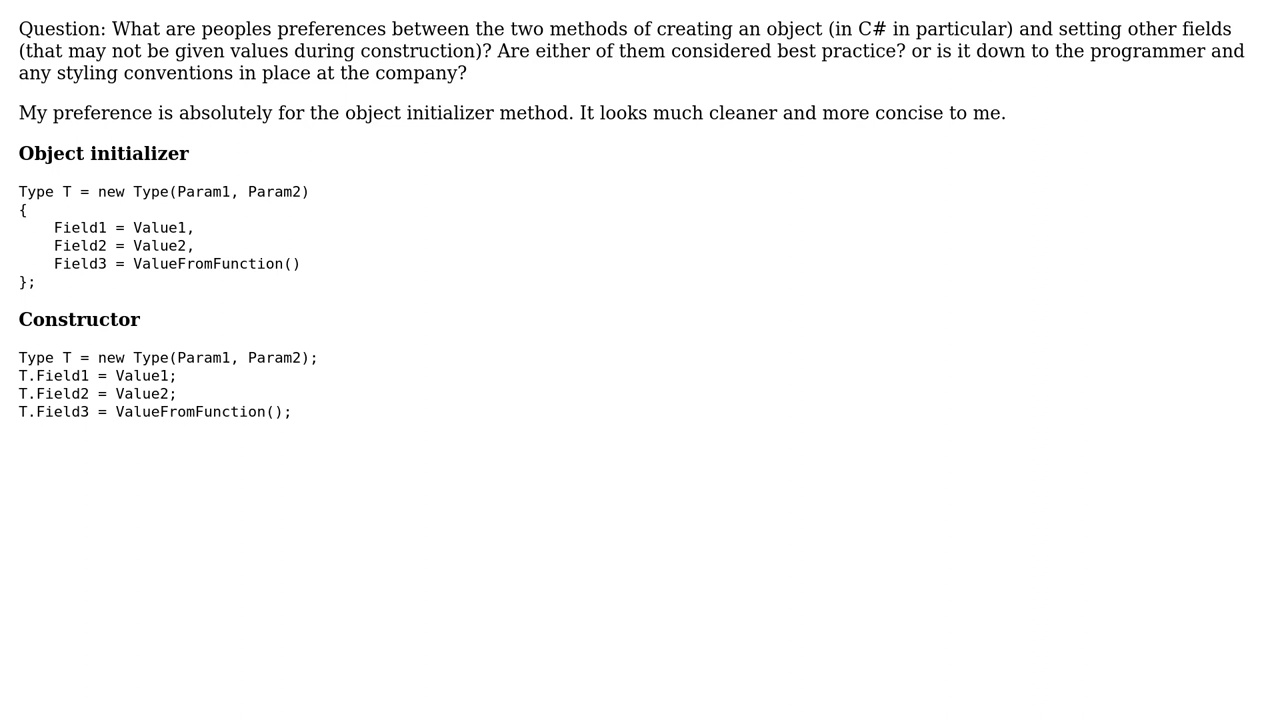 Question: What are peoples preferences between the two methods of creating an object (in C# in particular) and setting other fields
(that may not be given values during construction)? Are either of them considered best practice? or is it down to the programmer and
any styling conventions in place at the company?
My preference is absolutely for the object initializer method. It looks much cleaner and more concise to me.
Object initializer
Type T = new Type(Param1, Param2)
{
    Field1 = Value1,
    Field2 = Value2,
    Field3 = ValueFromFunction()
};
Constructor
Type T = new Type(Param1, Param2);
T.Field1 = Value1;
T.Field2 = Value2;
T.Field3 = ValueFromFunction();